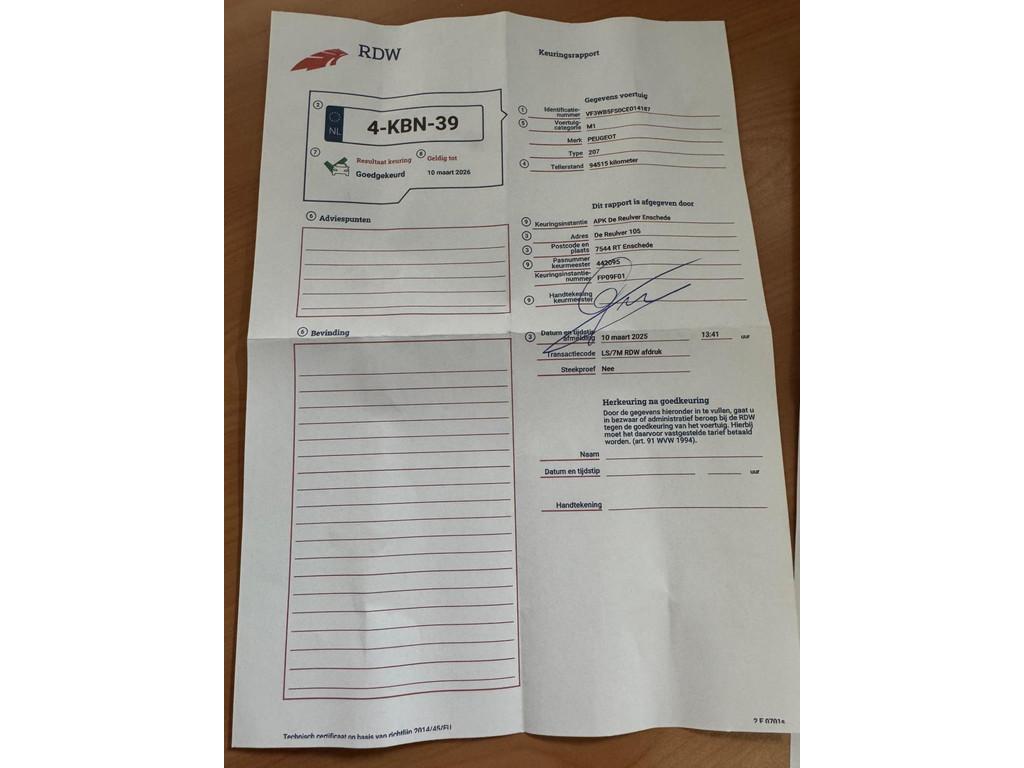 RDW
Keuringsrapport
2
NL
4-KBN-39
7
Resultaat keuring
Goedgekeurd
8
Geldig tot
10 maart 2026
6 Adviespunten
6 Bevinding
Gegevens voertuig
1 Identificatie-
nummer VF3WB5FS0CE014187
5 Voertuig-
categorie M1
Merk PEUGEOT
Type 207
4 Tellerstand 94515 kilometer
Dit rapport is afgegeven door
9 Keuringsinstantie APK De Reulver Enschede
3 Adres De Reulver 105
3 Postcode en
plaats 7544 RT Enschede
9 Pasnummer
keurmeester 442095
Keuringsinstantie-
nummer FP09F01
9 Handtekening
keurmeester
3 Datum en tijdstip
afmelding 10 maart 2025 13:41 uur
Transactiecode LS/7M RDW afdruk
Steekproef Nee
Herkeuring na goedkeuring
Door de gegevens hieronder in te vullen, gaat u
in bezwaar of administratief beroep bij de RDW
tegen de goedkeuring van het voertuig. Hierbij
moet het daarvoor vastgestelde tarief betaald
worden. (art. 91 WVW 1994).
Naam
Datum en tijdstip uur
Handtekening
Technisch certificaat op basis van richtlijn 2014/45/EU
2 E 0701s